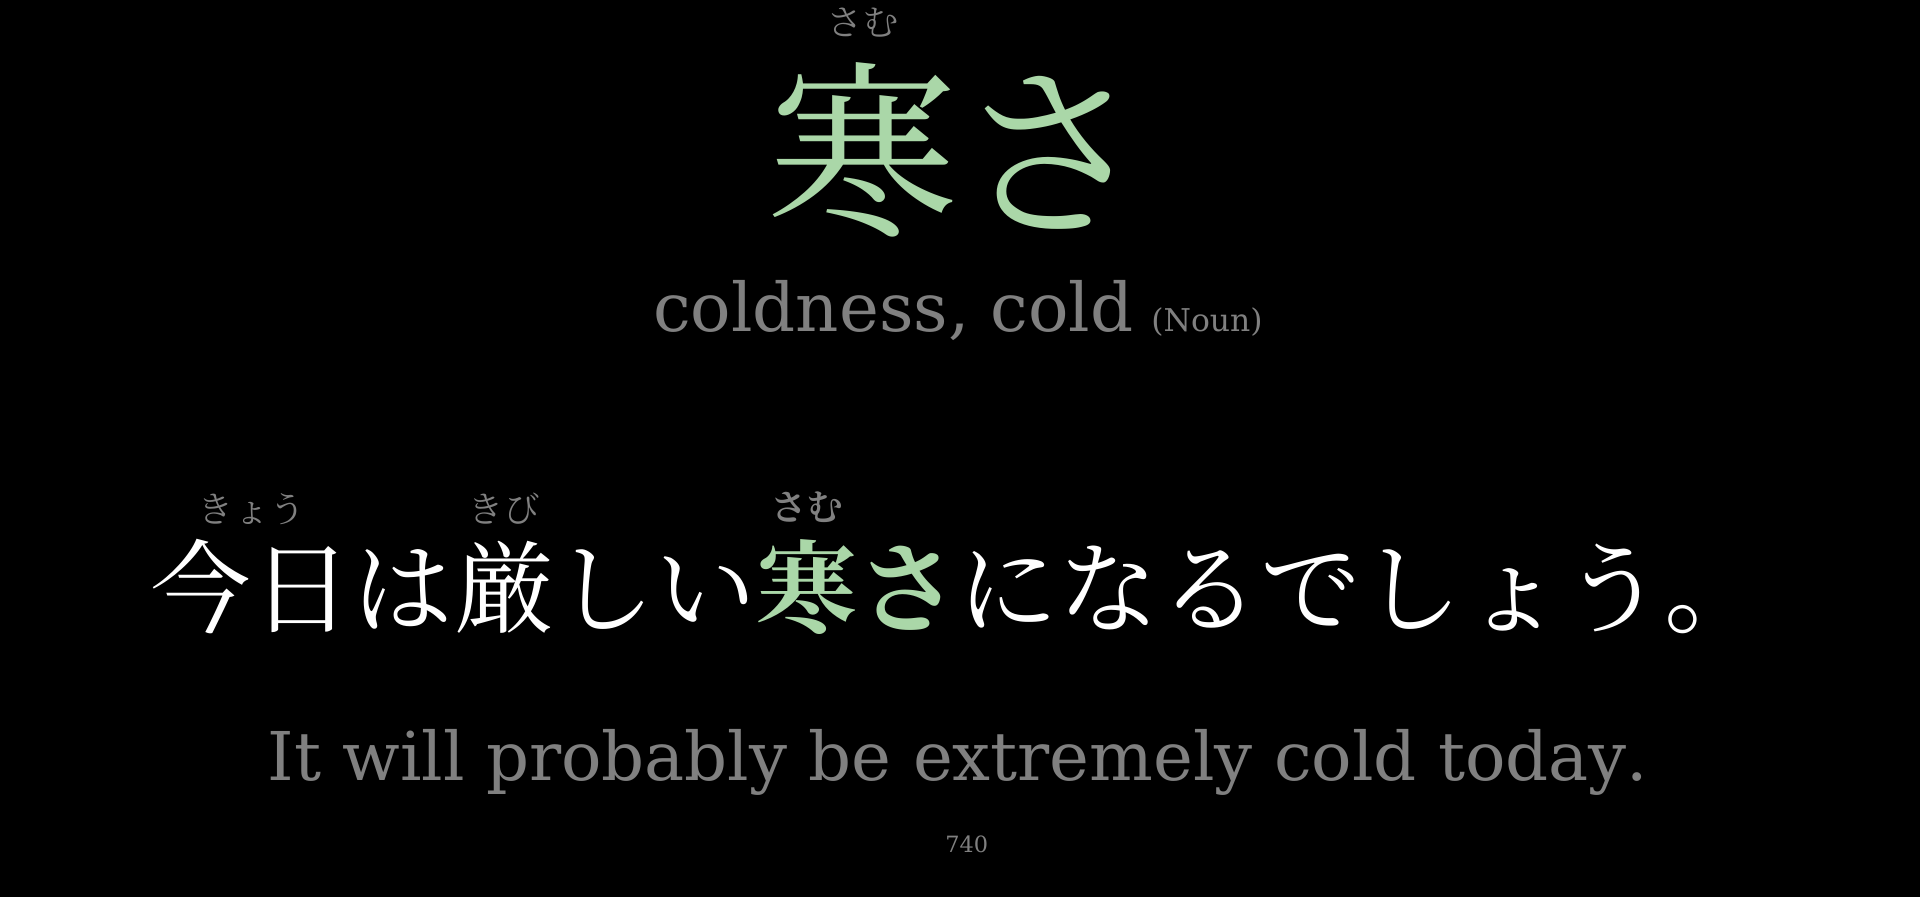 さむ
寒さ
coldness, cold (Noun)
きょう きび さむ
今日は厳しい寒さになるでしょう。
It will probably be extremely cold today.
740